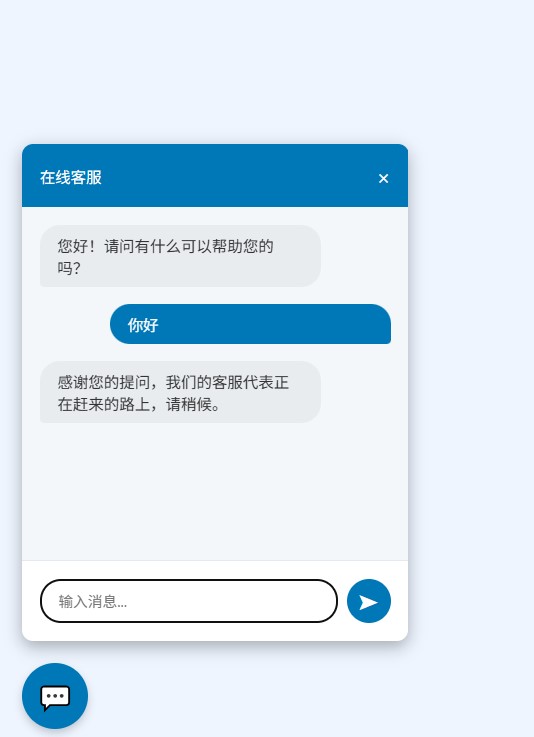 在线客服
您好！请问有什么可以帮助您的
吗？
你好
感谢您的提问，我们的客服代表正
在赶来的路上，请稍候。
输入消息...